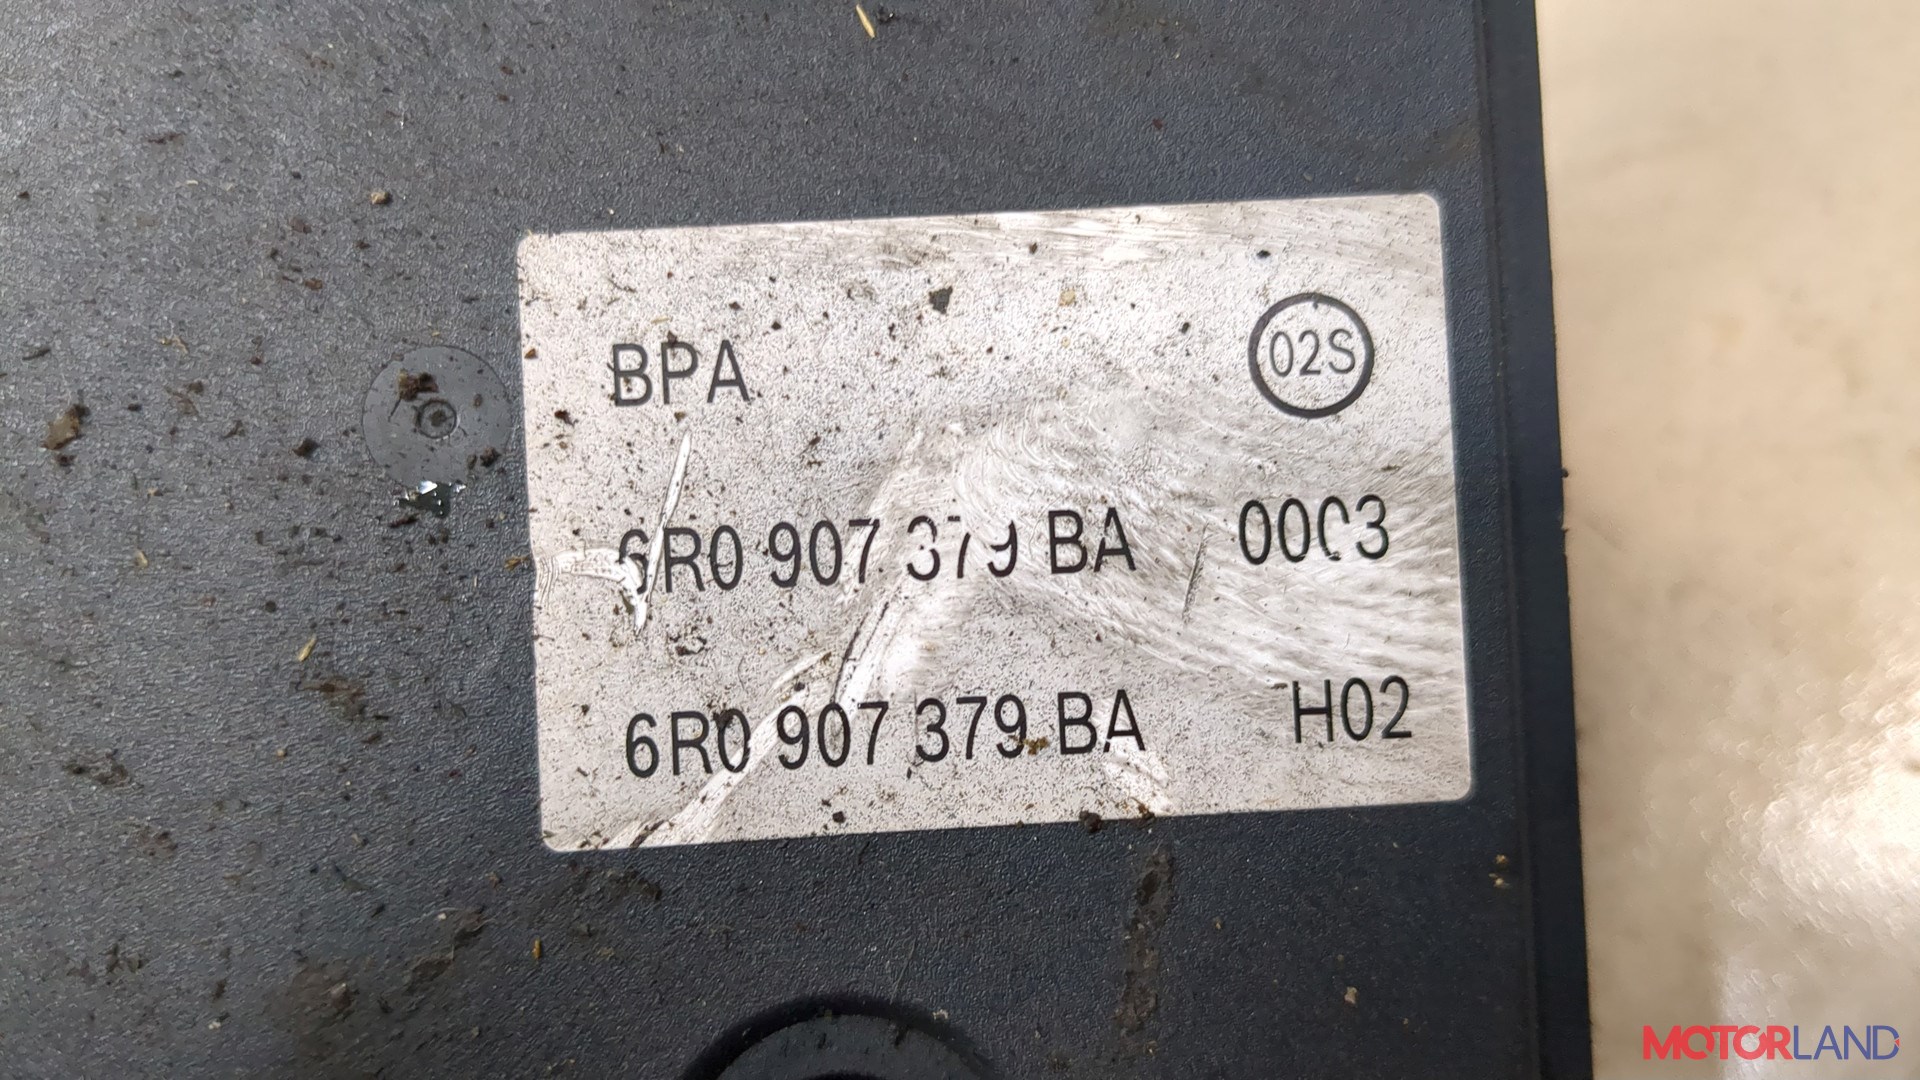 BPA 02S
6R0 907 379 BA 0003
6R0 907 379 BA H02
MOTORLAND